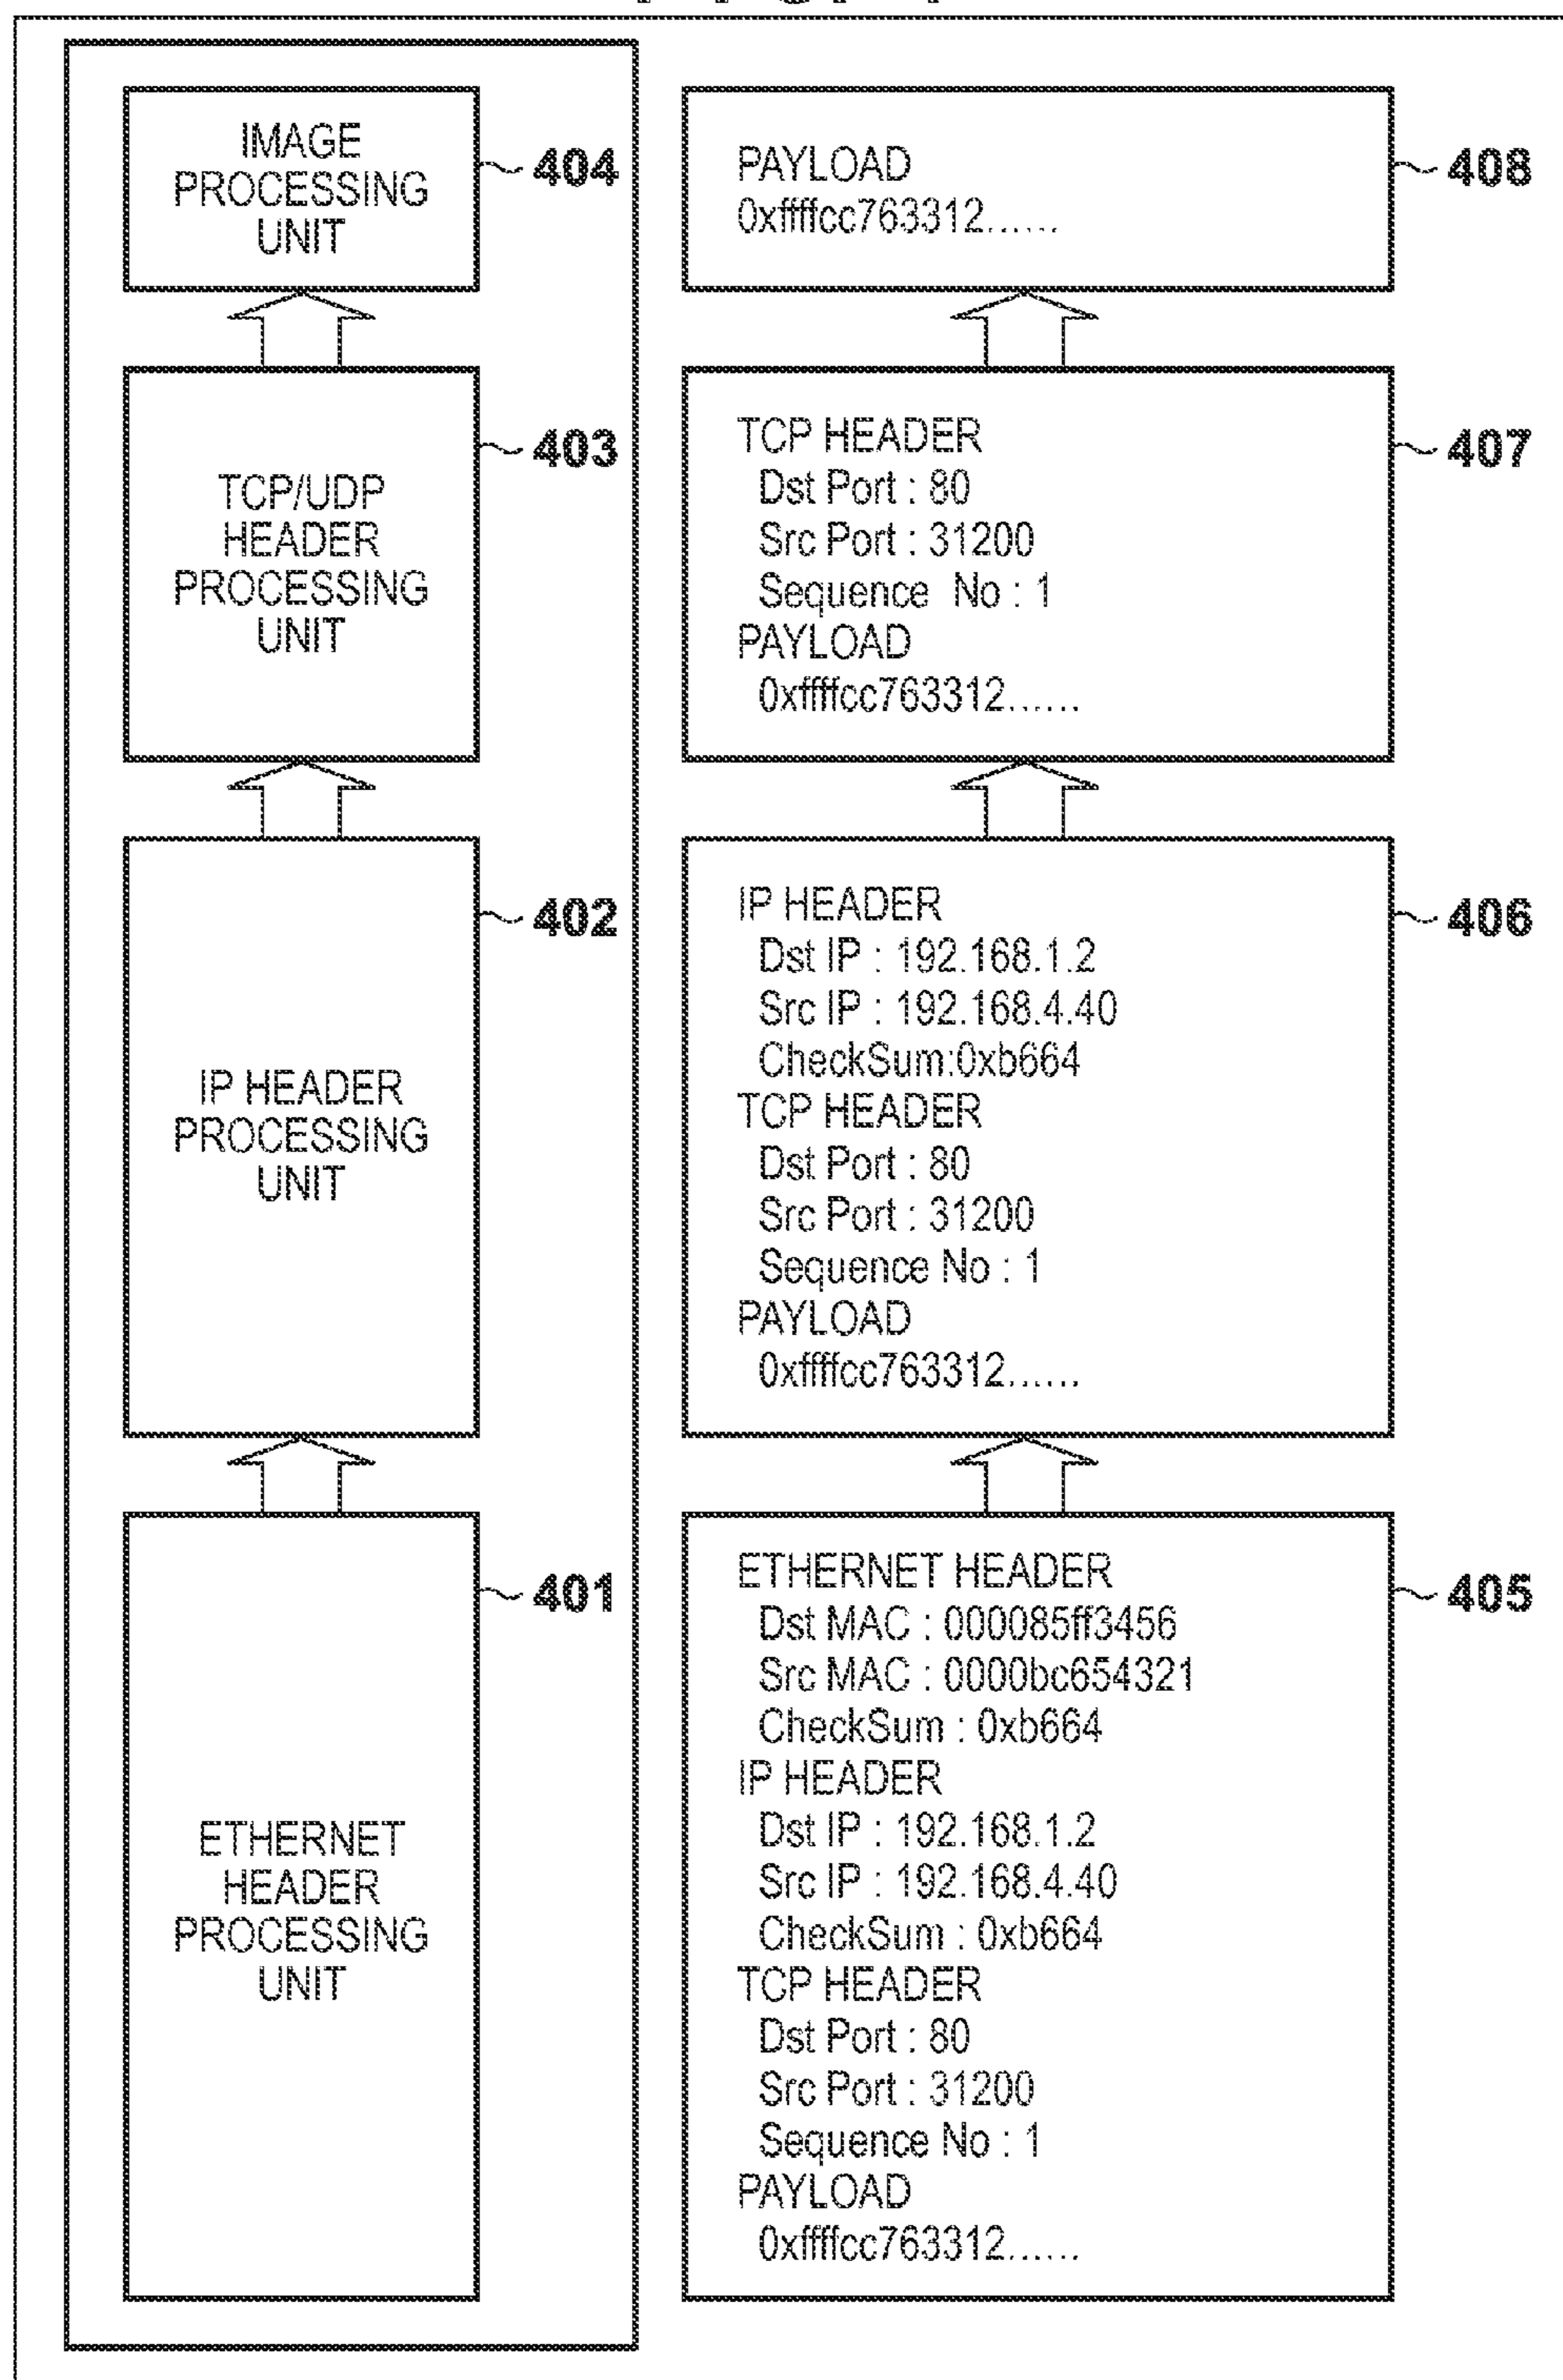 IMAGE
PROCESSING
UNIT
404
PAYLOAD
0xffffcc763312......
408
TCP/UDP
HEADER
PROCESSING
UNIT
403
TCP HEADER
Dst Port : 80
Src Port : 31200
Sequence No : 1
PAYLOAD
0xffffcc763312......
407
IP HEADER
PROCESSING
UNIT
402
IP HEADER
Dst IP : 192.168.1.2
Src IP : 192.168.4.40
CheckSum:0xb664
TCP HEADER
Dst Port : 80
Src Port : 31200
Sequence No : 1
PAYLOAD
0xffffcc763312......
406
ETHERNET
HEADER
PROCESSING
UNIT
401
ETHERNET HEADER
Dst MAC : 000085ff3456
Src MAC : 0000bc654321
CheckSum : 0xb664
IP HEADER
Dst IP : 192.168.1.2
Src IP : 192.168.4.40
CheckSum : 0xb664
TCP HEADER
Dst Port : 80
Src Port : 31200
Sequence No : 1
PAYLOAD
0xffffcc763312......
405